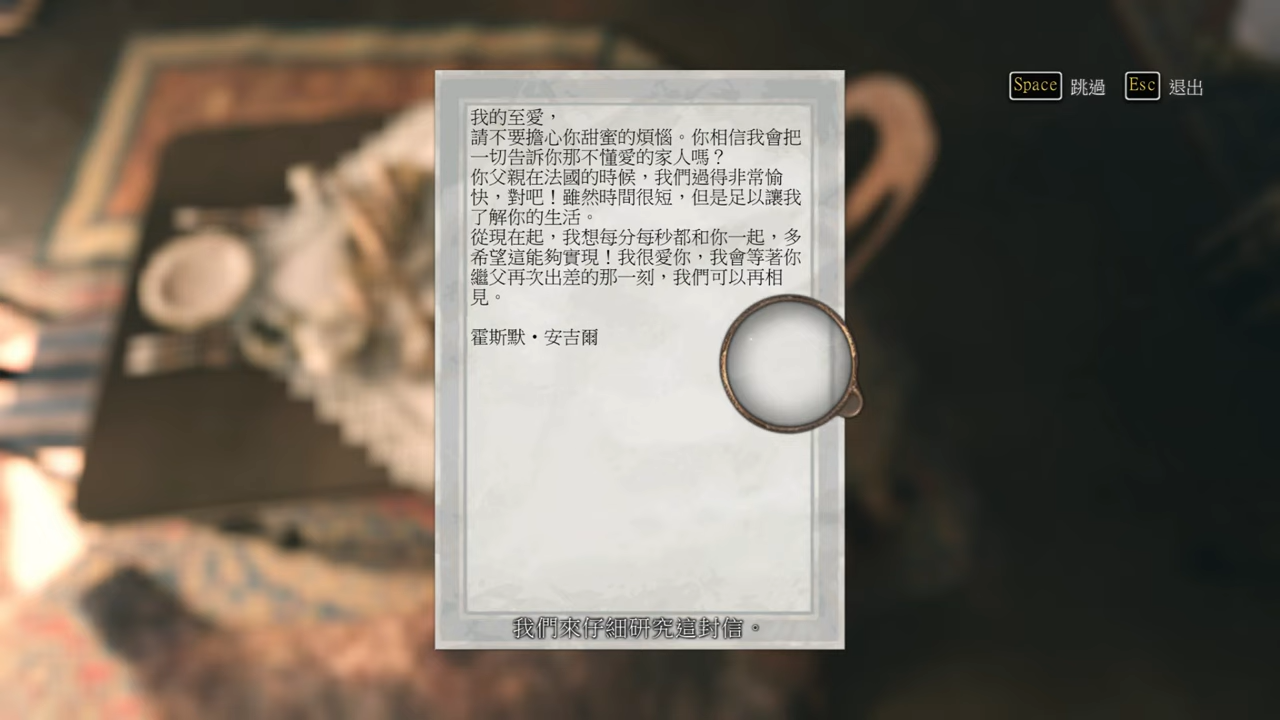 Space 跳過 Esc 退出
我的至愛，
請不要擔心你甜蜜的煩惱。你相信我會把
一切告訴你那不懂愛的家人嗎？
你父親在法國的時候，我們過得非常愉
快，對吧！雖然時間很短，但是足以讓我
了解你的生活。
從現在起，我想每分每秒都和你一起，多
希望這能夠實現！我很愛你，我會等著你
繼父再次出差的那一刻，我們可以再相
見。
霍斯默•安吉爾
我們來仔細研究這封信。